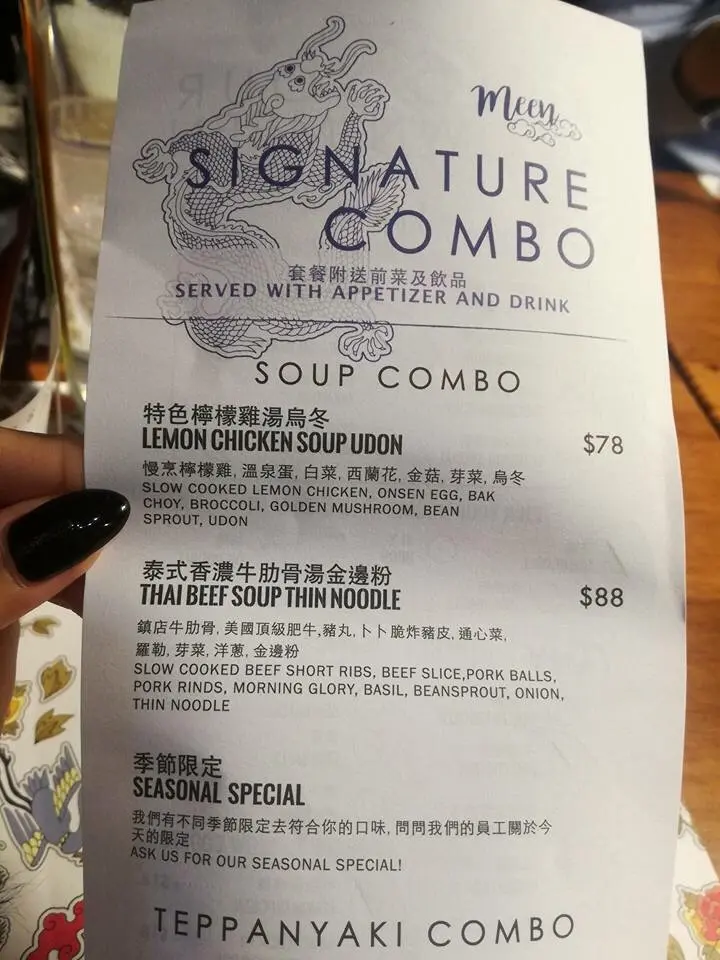 Meen
SIGNATURE
COMBO
套餐附送前菜及飲品
SERVED WITH APPETIZER AND DRINK
SOUP COMBO
特色檸檬雞湯烏冬
LEMON CHICKEN SOUP UDON
$78
慢烹檸檬雞, 溫泉蛋, 白菜, 西蘭花, 金菇, 芽菜, 烏冬
SLOW COOKED LEMON CHICKEN, ONSEN EGG, BAK
CHOY, BROCCOLI, GOLDEN MUSHROOM, BEAN
SPROUT, UDON
泰式香濃牛肋骨湯金邊粉
THAI BEEF SOUP THIN NOODLE
$88
鎮店牛肋骨, 美國頂級肥牛,豬丸,卜卜脆炸豬皮, 通心菜,
羅勒, 芽菜, 洋蔥, 金邊粉
SLOW COOKED BEEF SHORT RIBS, BEEF SLICE,PORK BALLS,
PORK RINDS, MORNING GLORY, BASIL, BEANSPROUT, ONION,
THIN NOODLE
季節限定
SEASONAL SPECIAL
我們有不同季節限定去符合你的口味, 問問我們的員工關於今
天的限定
ASK US FOR OUR SEASONAL SPECIAL!
TEPPANYAKI COMBO